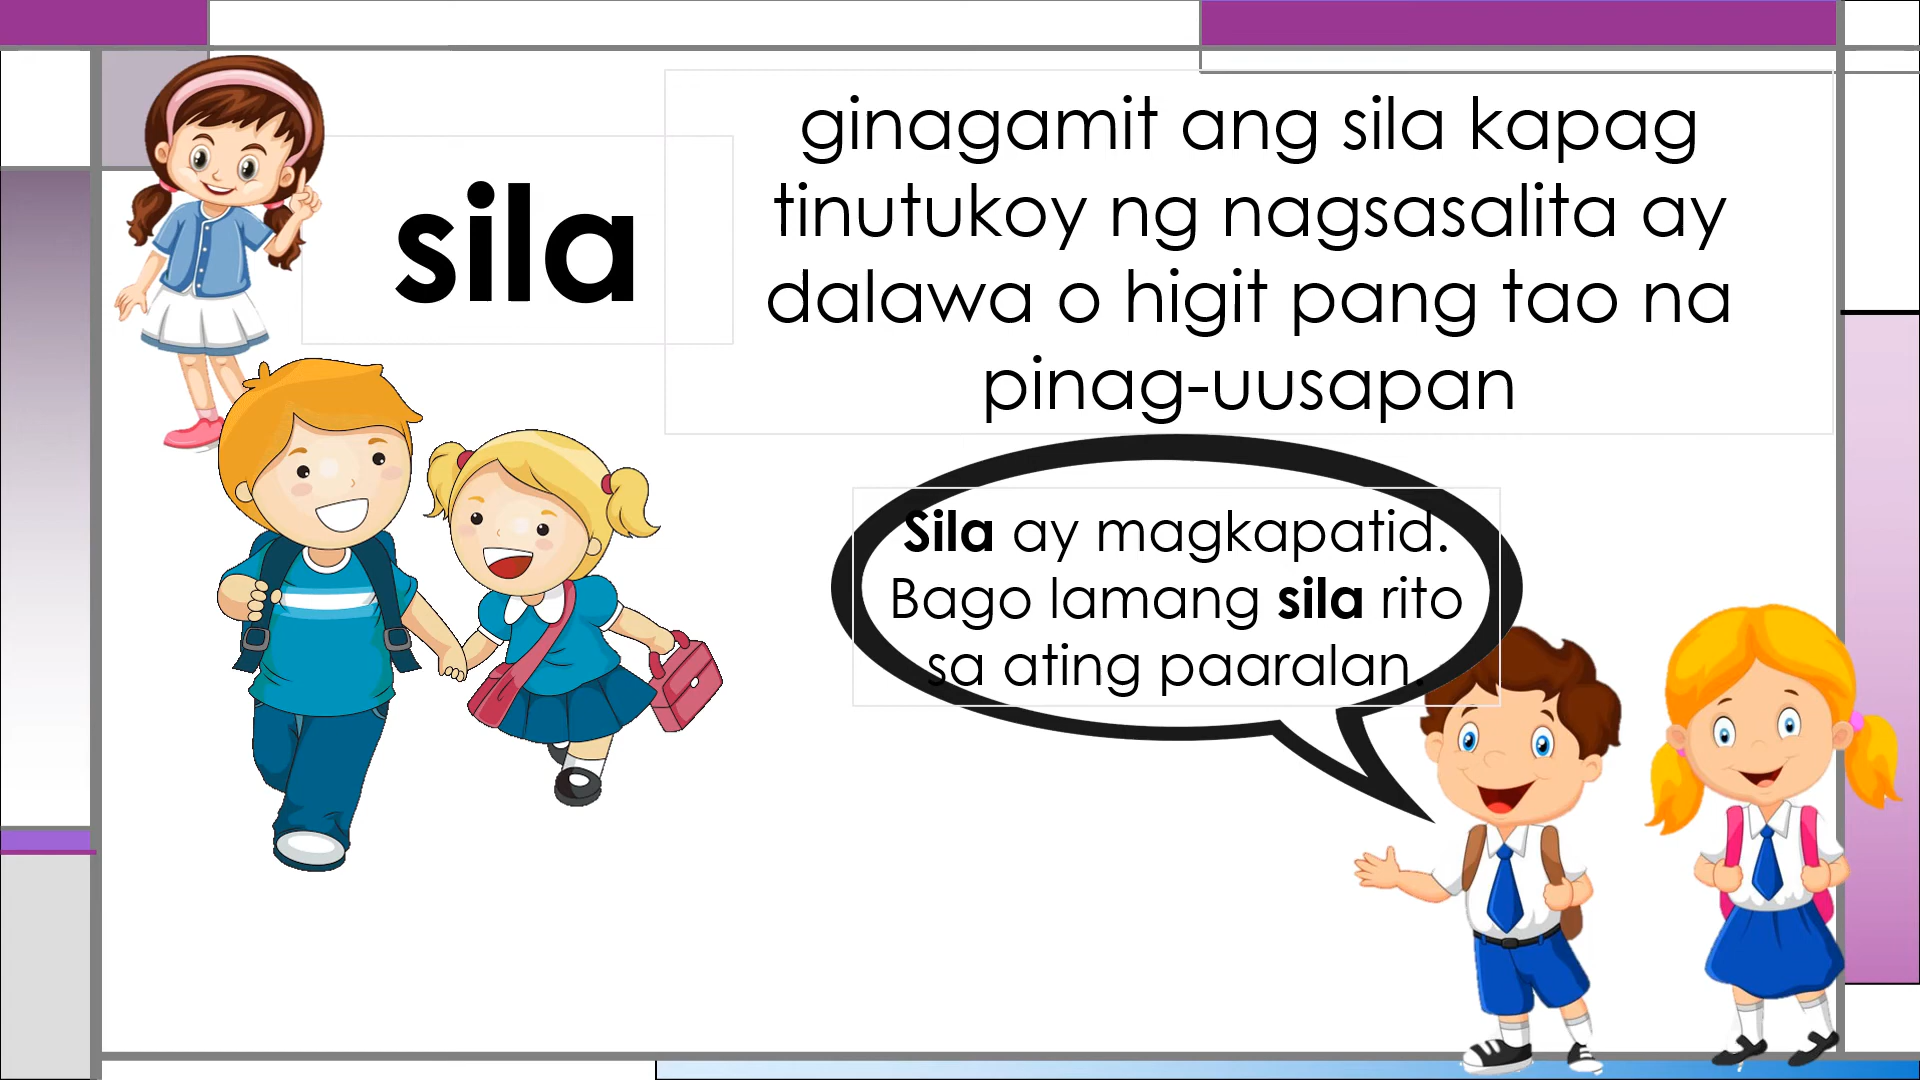 sila
ginagamit ang sila kapag
tinutukoy ng nagsasalita ay
dalawa o higit pang tao na
pinag-uusapan
Sila ay magkapatid.
Bago lamang sila rito
sa ating paaralan.